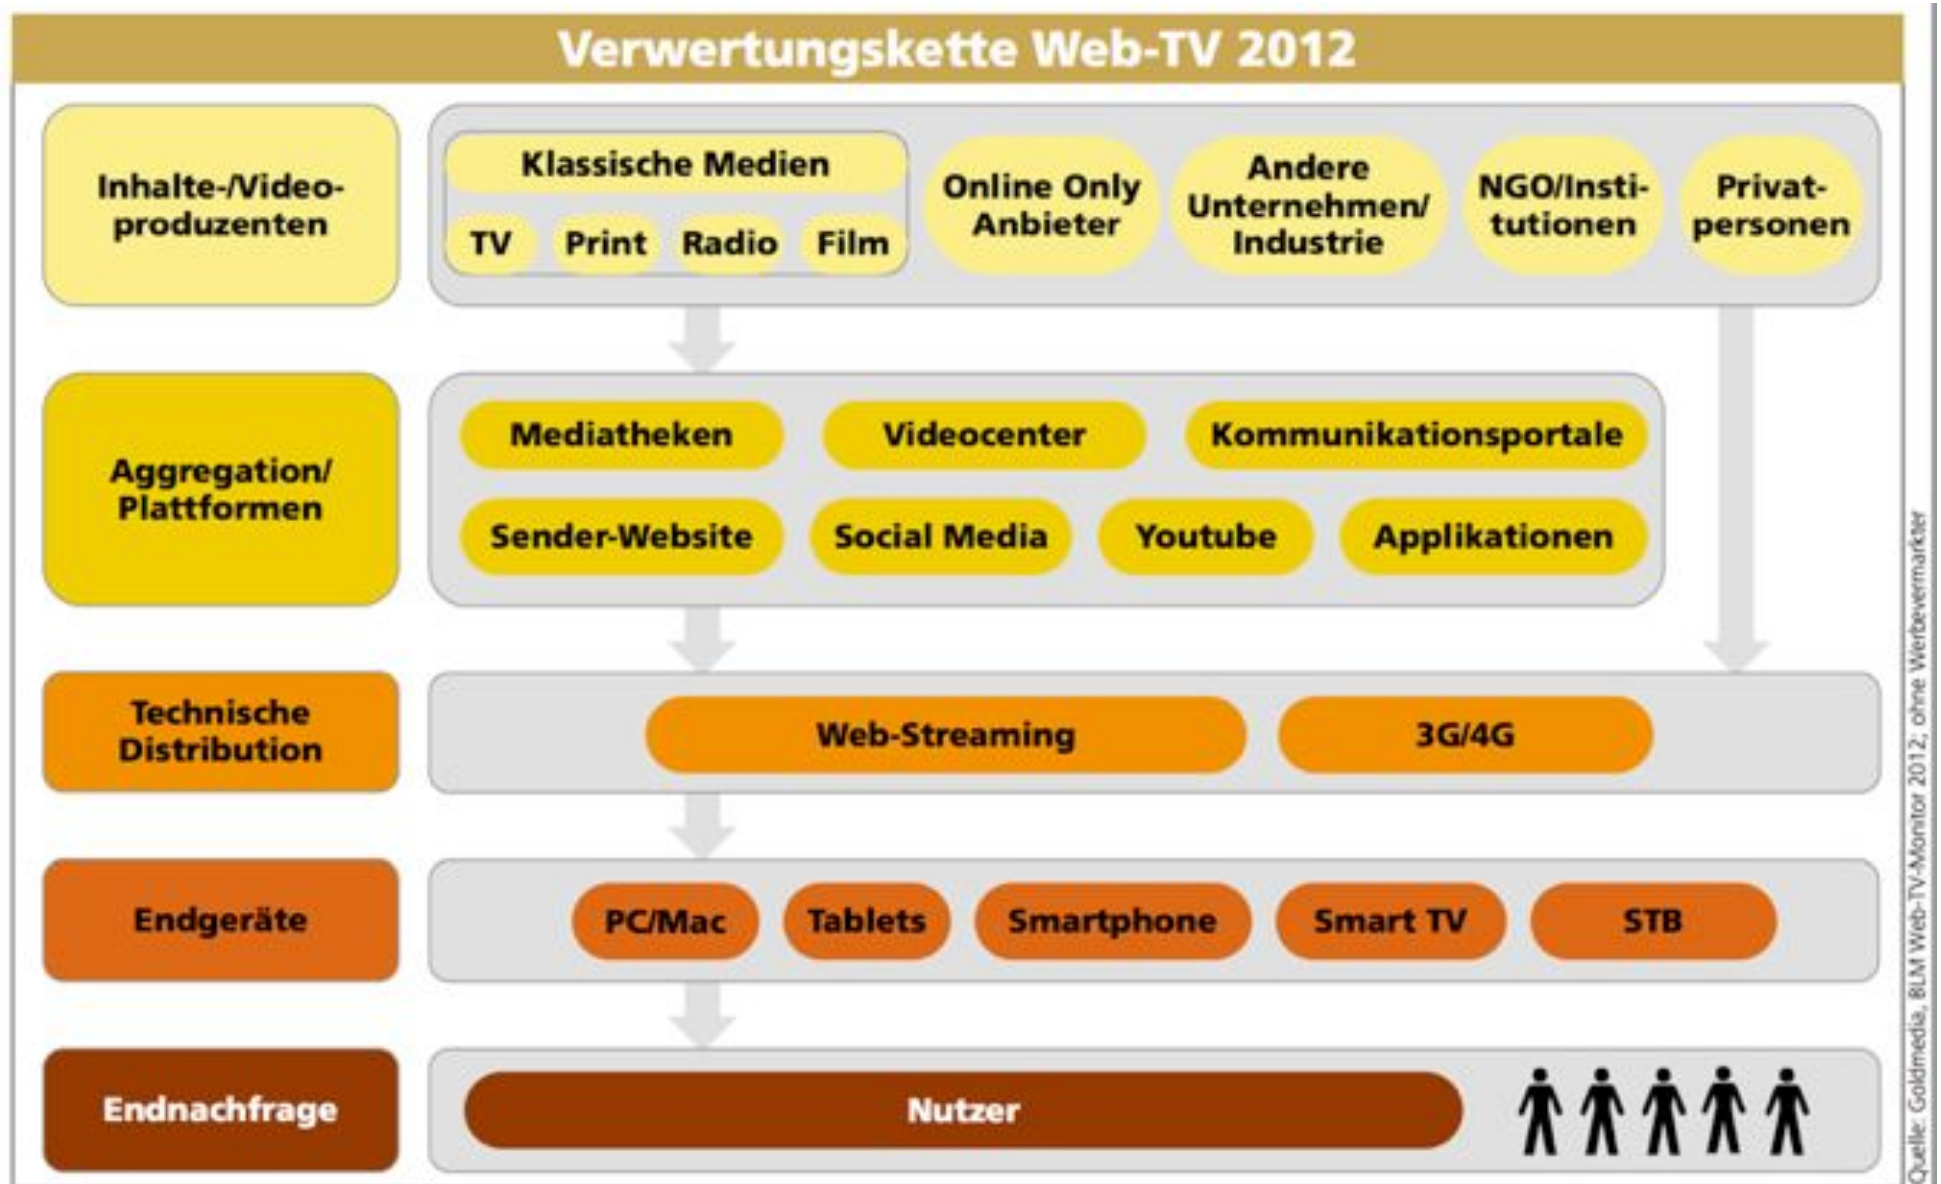 Verwertungskette Web-TV 2012
Inhalte-/Video-
produzenten
Klassische Medien
TV
Print
Radio
Film
Online Only
Anbieter
Andere
Unternehmen/
Industrie
NGO/Insti-
tutionen
Privat-
personen
Aggregation/
Plattformen
Mediatheken
Videocenter
Kommunikationsportale
Sender-Website
Social Media
Youtube
Applikationen
Technische
Distribution
Web-Streaming
3G/4G
Endgeräte
PC/Mac
Tablets
Smartphone
Smart TV
STB
Endnachfrage
Nutzer
Quelle: Goldmedia, BLM Web-TV-Monitor 2012; ohne Werbevermarkter